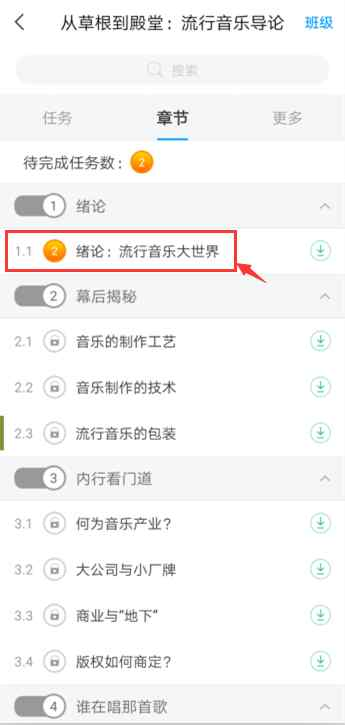 从草根到殿堂：流行音乐导论 班级
搜索
任务 章节 更多
待完成任务数：2
1 绪论
1.1 2 绪论：流行音乐大世界
2 幕后揭秘
2.1 音乐的制作工艺
2.2 音乐制作的技术
2.3 流行音乐的包装
3 内行看门道
3.1 何为音乐产业？
3.2 大公司与小厂牌
3.3 商业与“地下”
3.4 版权如何商定？
4 谁在唱那首歌